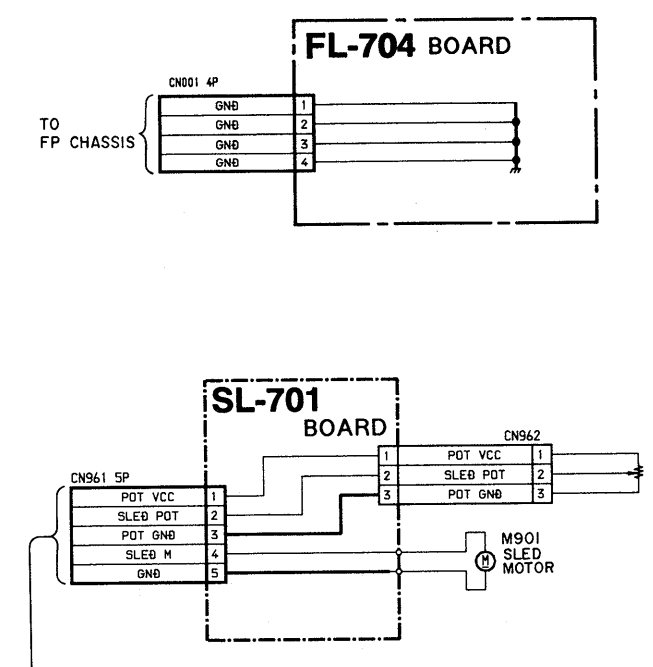 FL-704 BOARD
CN001 4P
TO
FP CHASSIS
GND 1
GND 2
GND 3
GND 4
SL-701
BOARD
CN962
1 POT VCC 1
2 SLED POT 2
3 POT GND 3
CN961 5P
POT VCC 1
SLED POT 2
POT GND 3
SLED M 4
GND 5
M
M901
SLED
MOTOR